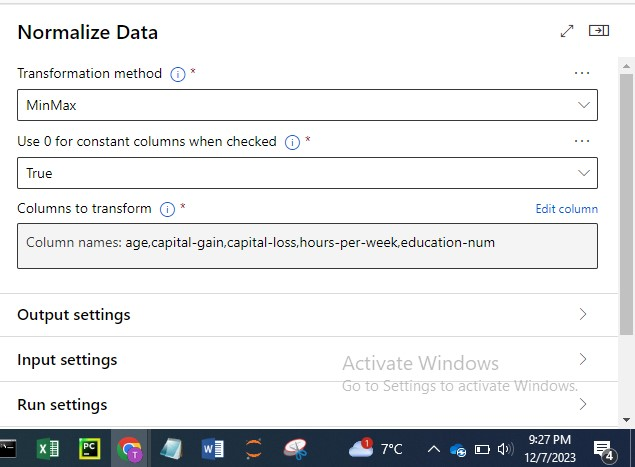 Normalize Data
Transformation method i *
...
MinMax
Use 0 for constant columns when checked i *
...
True
Columns to transform i *
Edit column
Column names: age,capital-gain,capital-loss,hours-per-week,education-num
Output settings
Input settings
Activate Windows
Go to Settings to activate Windows.
Run settings
X
PC
T
W
1
7°C
9:27 PM
12/7/2023
4